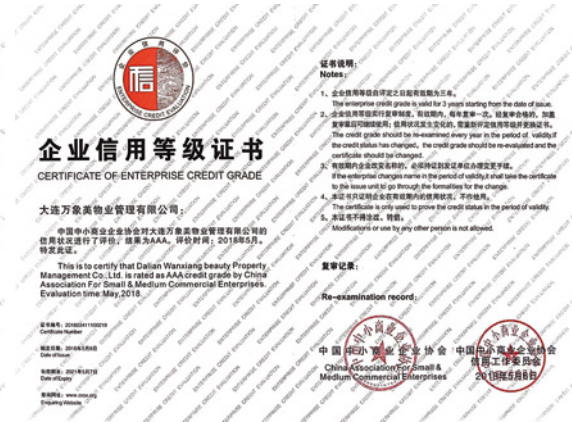 企业信用评价
ENTERPRISE CREDIT EVALUATION
信
企业信用等级证书
CERTIFICATE OF ENTERPRISE CREDIT GRADE
大连万象美物业管理有限公司：
中国中小商业企业协会对大连万象美物业管理有限公司的
信用状况进行了评价，结果为AAA。评价时间：2018年5月。
特发此证。
This is to certify that Dalian Wanxiang beauty Property
Management Co.,Ltd. is rated as AAA credit grade by China
Association For Small & Medium Commercial Enterprises.
Evaluation time:May,2018.
证书编号：
Certificate Number
颁发日期：2018年5月8日
Date of Issue
有效期至：2021年5月7日
Date of Expiry
查询网址：
Enquiring Website
证书说明：
Notes:
1、企业信用等级自评定之日起有效期为三年。
The enterprise credit grade is valid for 3 years starting from the date of issue.
2、企业信用等级实行复审制度，有效期内，每年复审一次，经复审合格的，加盖
复审章后可继续使用；信用状况发生变化的，需重新评定信用等级并更换证书。
The credit grade should be re-examined every year in the period of validity.If
the credit status has changed, the credit grade should be re-evaluated and the
certificate should be changed.
3、有效期内企业改变名称的，必须持证到发证单位办理变更手续。
If the enterprise changes name in the period of validity,it shall take the certificate
to the issue unit to go through the formalities for the change.
4、本证书只证明企业在有效期内的信用状况，不作他用。
The certificate is only used to prove the credit status in the period of validity.
5、本证书不得涂改、转借。
Modifications or use by any other person is not allowed.
复审记录：
Re-examination record:
中国中小商业企业协会
China Association For Small &
Medium Commercial Enterprises
中国中小商业企业协会
信用工作委员会
2018年5月8日